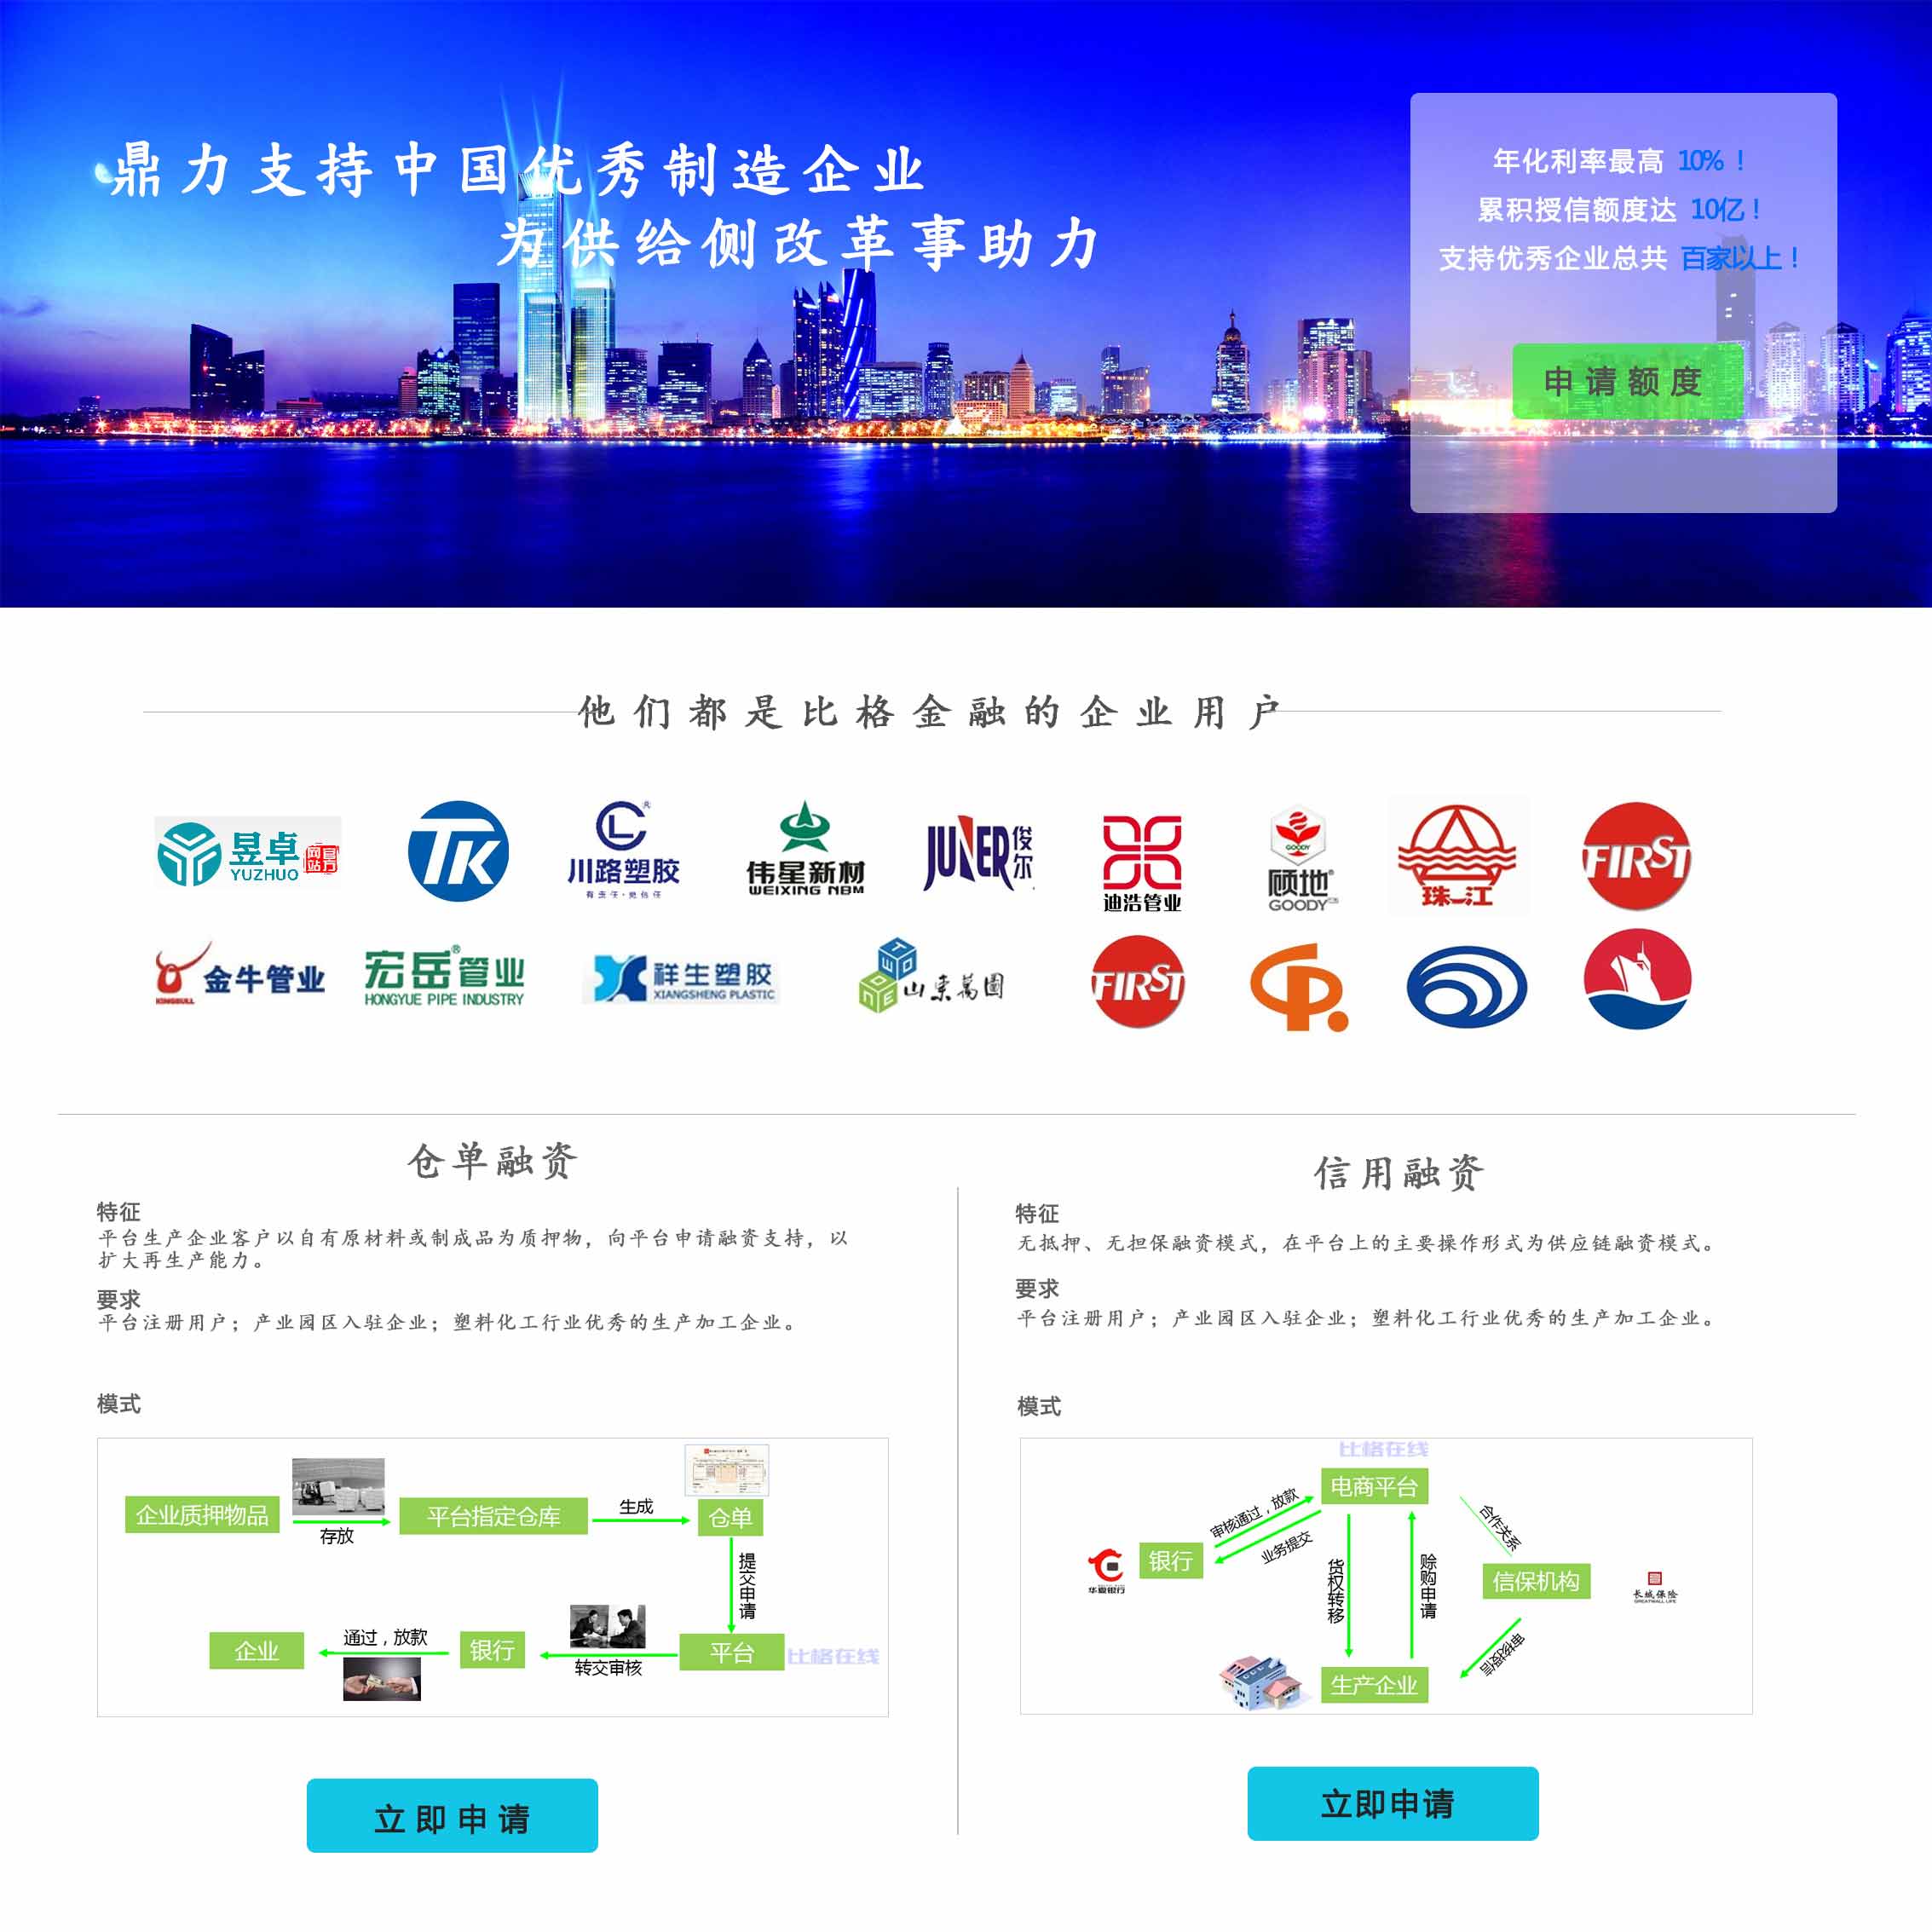 鼎力支持中国优秀制造企业
为供给侧改革事助力
年化利率最高 10%！
累积授信额度达 10亿！
支持优秀企业总共 百家以上！
申请额度
他们都是比格金融的企业用户
昱卓 YUZHUO 官方网站
TK
川路塑胶
伟星新材
WEIXING NBM
JUNER 俊尔
迪浩管业
GOODY
顾地
GOODY
珠江
FIRST
金牛管业
KINGBULL
宏岳管业
HONGYUE PIPE INDUSTRY
祥生塑胶
XIANGSHENG PLASTIC
TWO
ONE
山东万图
FIRST
仓单融资
特征
平台生产企业客户以自有原材料或制成品为质押物，向平台申请融资支持，以
扩大再生产能力。
要求
平台注册用户；产业园区入驻企业；塑料化工行业优秀的生产加工企业。
模式
企业质押物品
存放
平台指定仓库
生成
仓单
提交申请
平台
比格在线
转交审核
银行
通过，放款
企业
立即申请
信用融资
特征
无抵押、无担保融资模式，在平台上的主要操作形式为供应链融资模式。
要求
平台注册用户；产业园区入驻企业；塑料化工行业优秀的生产加工企业。
模式
比格在线
电商平台
审核通过，放款
业务提交
银行
华夏银行
合作关系
信保机构
长城保险
GREATWALL LIFE
货权转移
赊购申请
审核授信
生产企业
立即申请